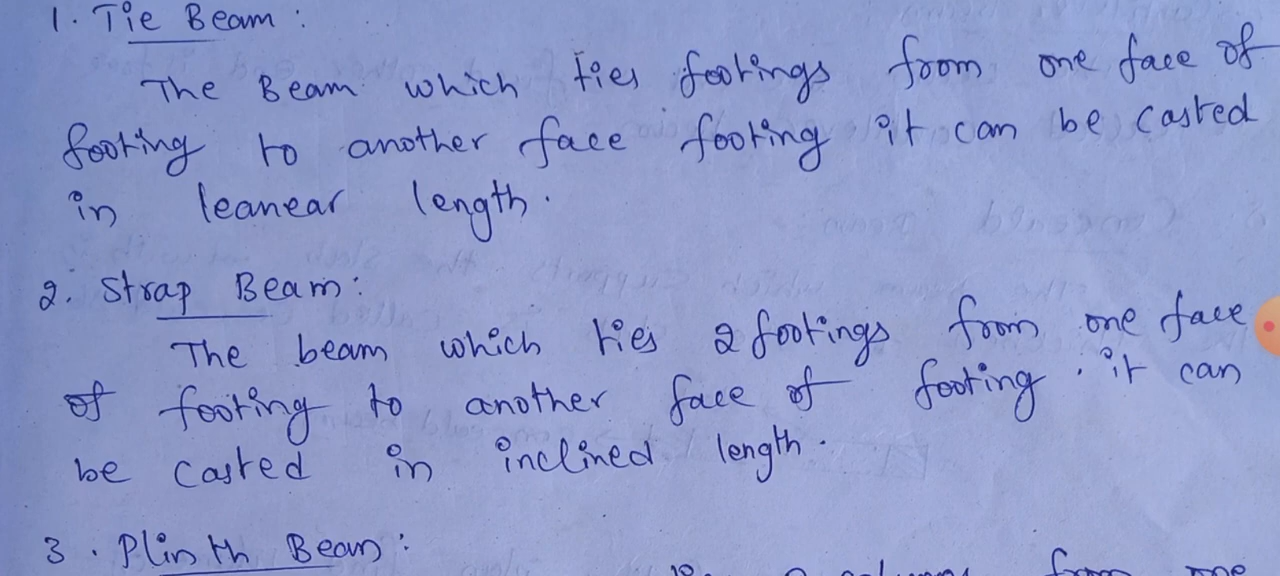 1. Tie Beam :
The Beam which ties footings from one face of
footing to another face footing it can be casted
in leanear length.
2. Strap Beam:
The beam which ties 2 footings from one face
of footing to another face of footing. it can
be casted in inclined length.
3. Plinth Beam:
from one